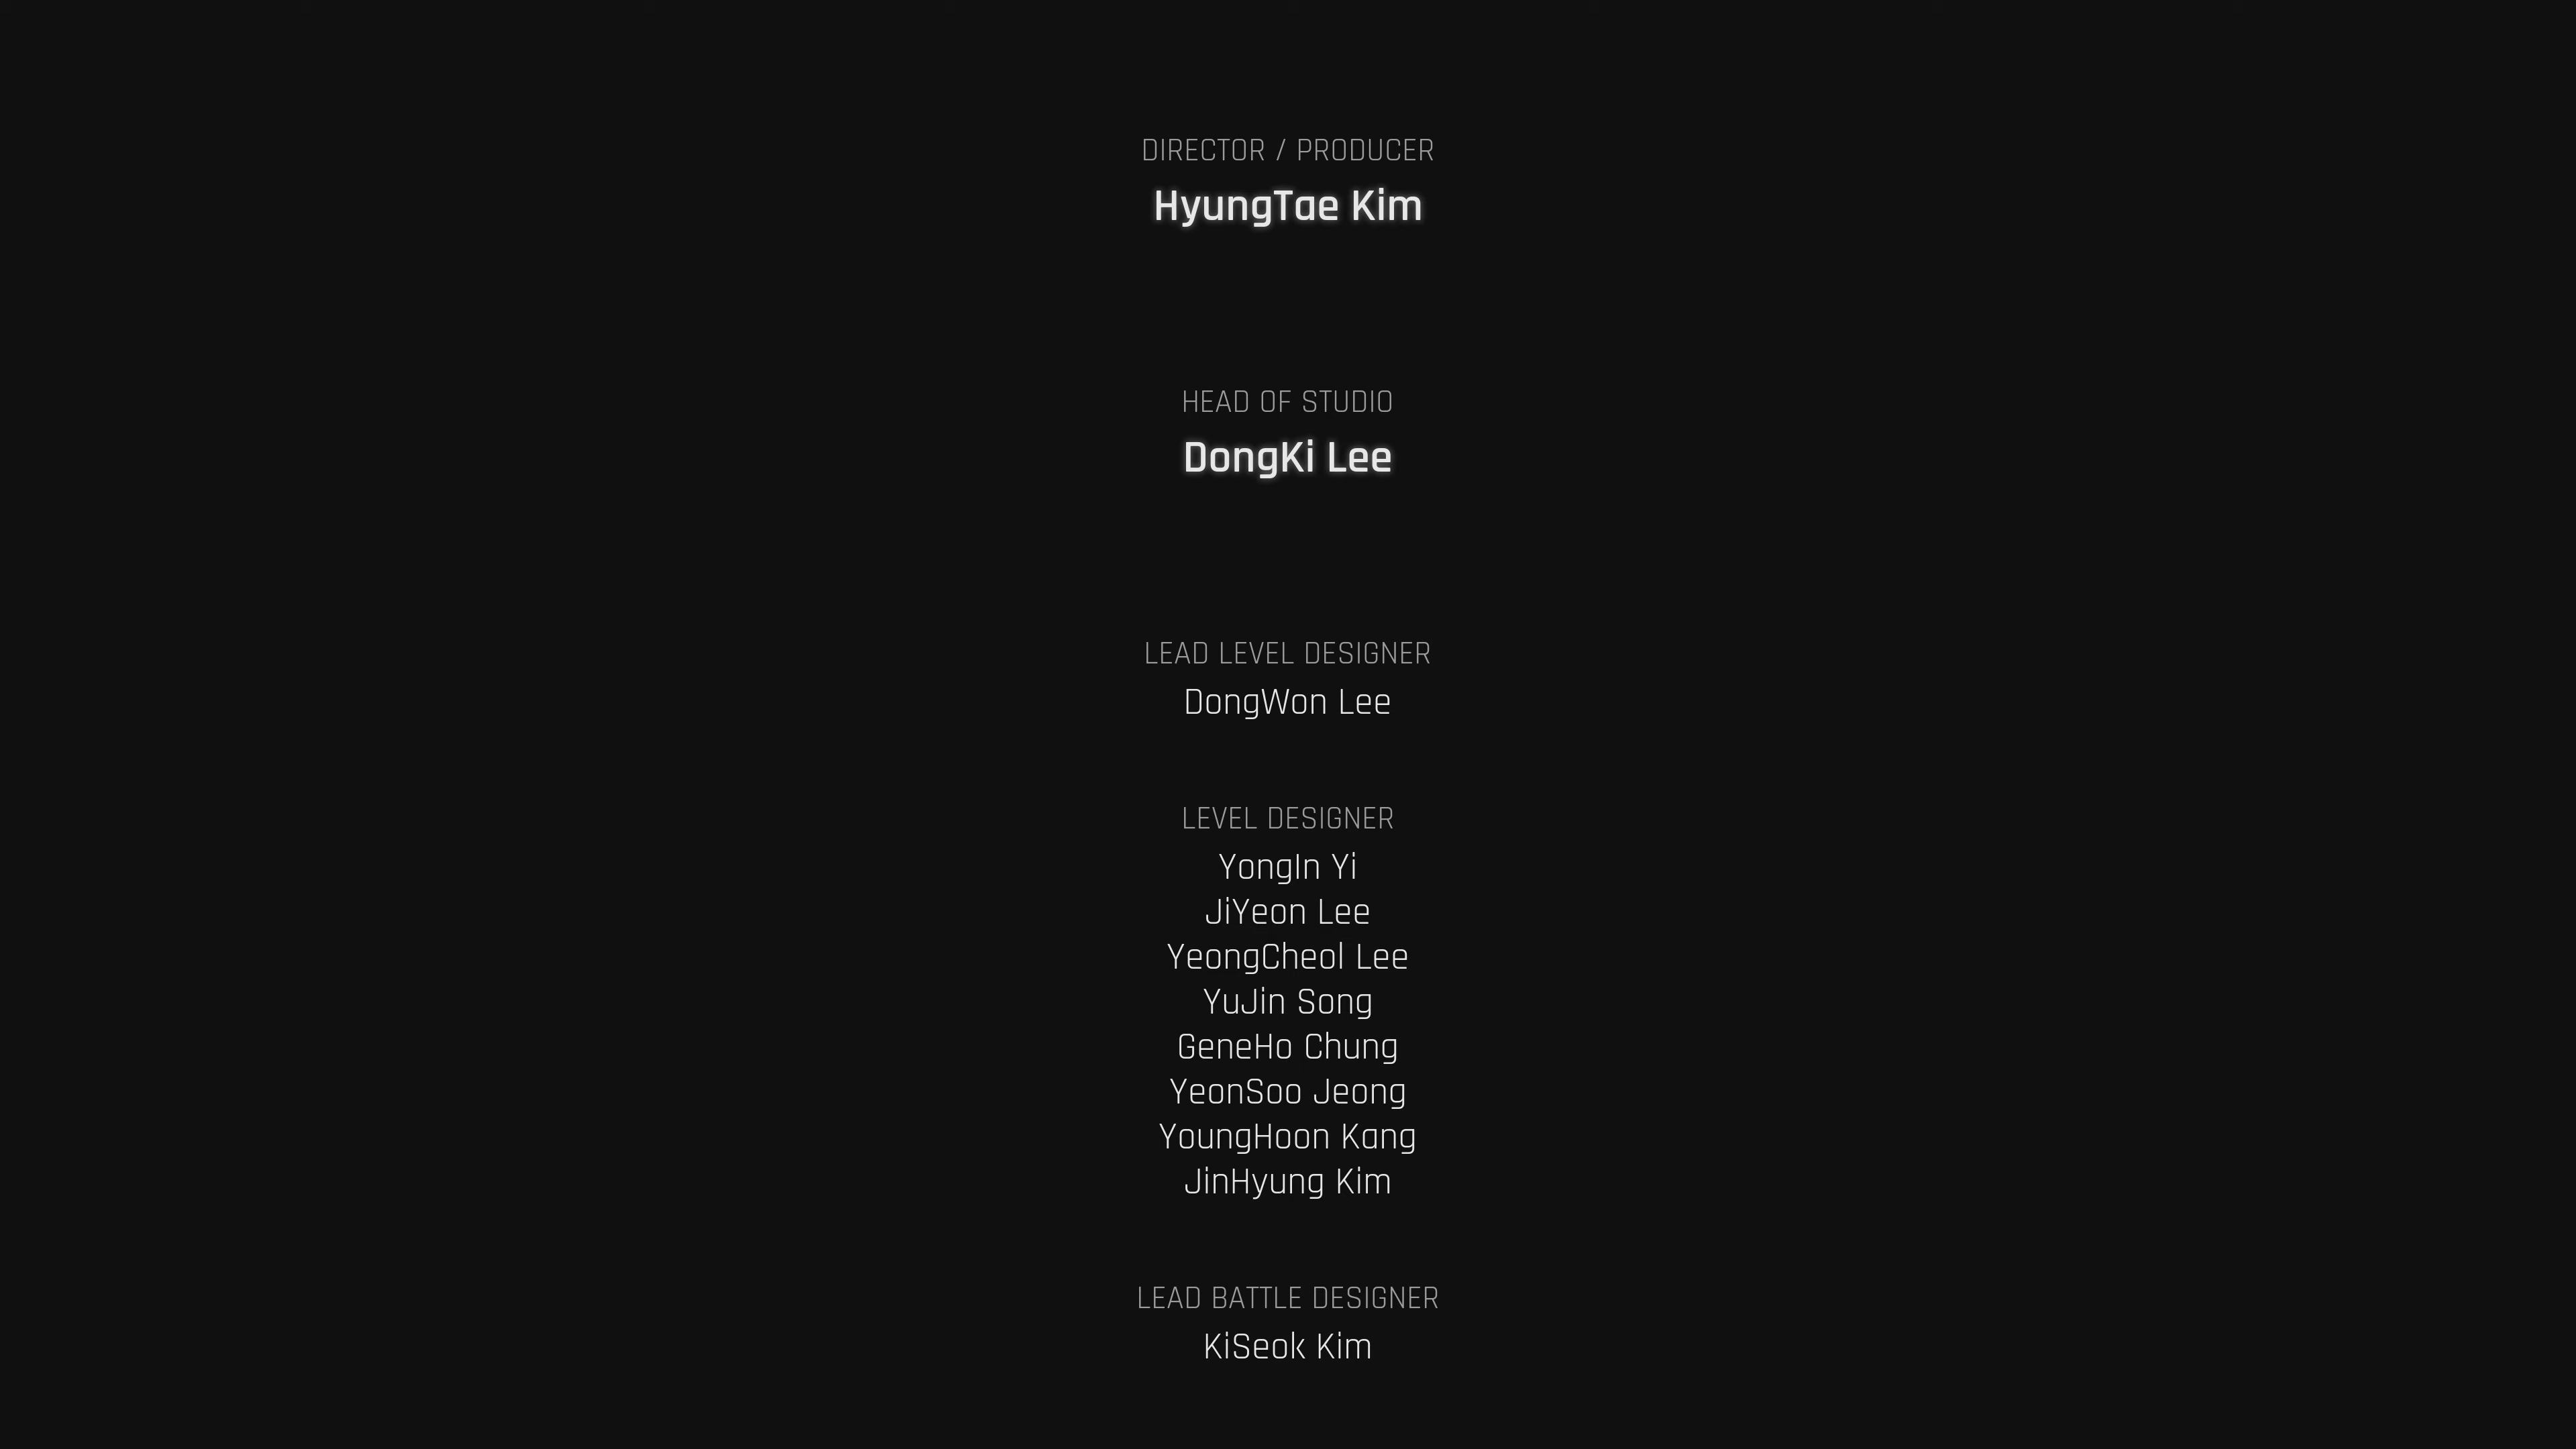 DIRECTOR / PRODUCER
HyungTae Kim
HEAD OF STUDIO
DongKi Lee
LEAD LEVEL DESIGNER
DongWon Lee
LEVEL DESIGNER
YongIn Yi
JiYeon Lee
YeongCheol Lee
YuJin Song
GeneHo Chung
YeonSoo Jeong
YoungHoon Kang
JinHyung Kim
LEAD BATTLE DESIGNER
KiSeok Kim